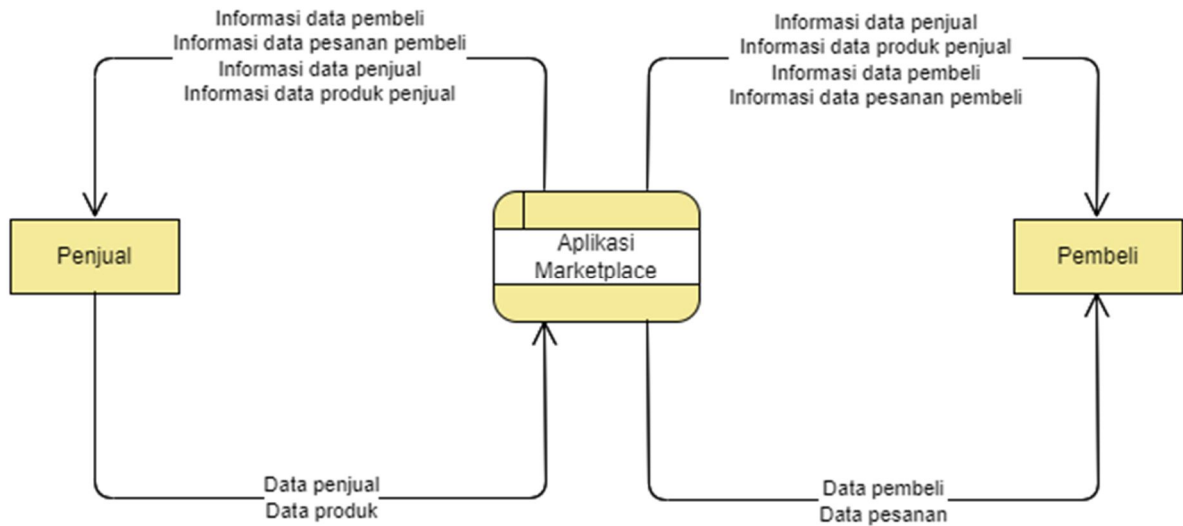 Informasi data pembeli
Informasi data pesanan pembeli
Informasi data penjual
Informasi data produk penjual
Informasi data penjual
Informasi data produk penjual
Informasi data pembeli
Informasi data pesanan pembeli
Penjual
Aplikasi
Marketplace
Pembeli
Data penjual
Data produk
Data pembeli
Data pesanan